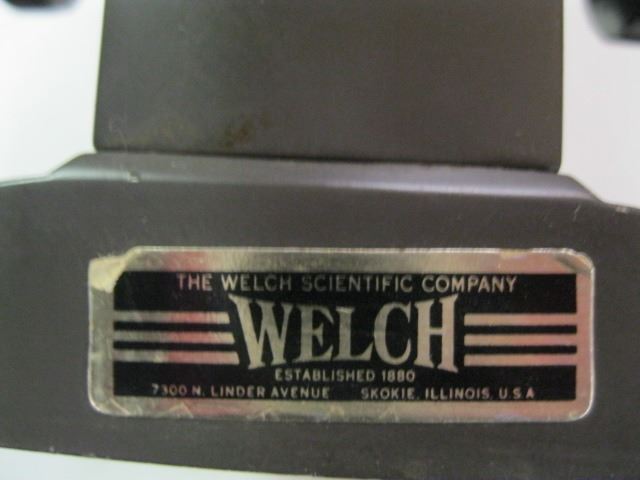 THE WELCH SCIENTIFIC COMPANY
WELCH
ESTABLISHED 1880
7300 N. LINDER AVENUE SKOKIE, ILLINOIS, U.S.A